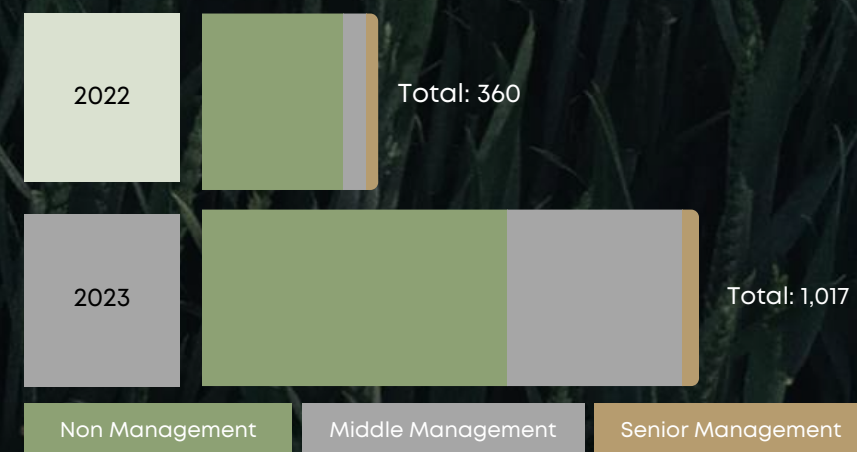 2022
Total: 360
2023
Total: 1,017
Non Management
Middle Management
Senior Management